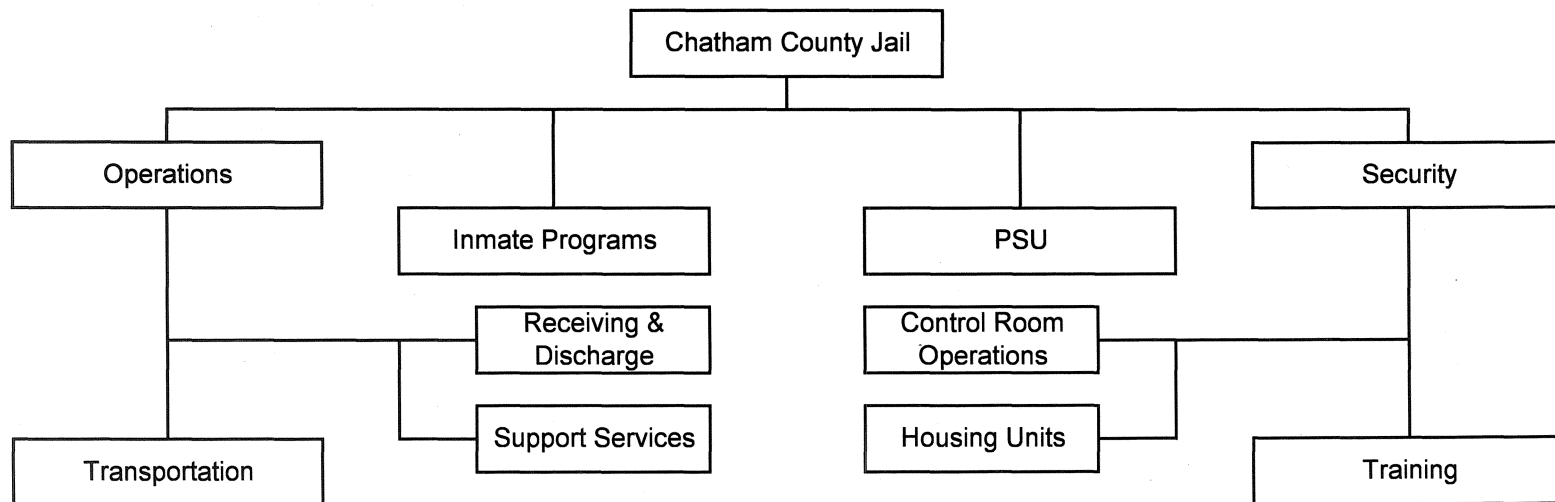 Chatham County Jail
Operations
Security
Inmate Programs
PSU
Receiving &
Discharge
Control Room
Operations
Support Services
Housing Units
Transportation
Training